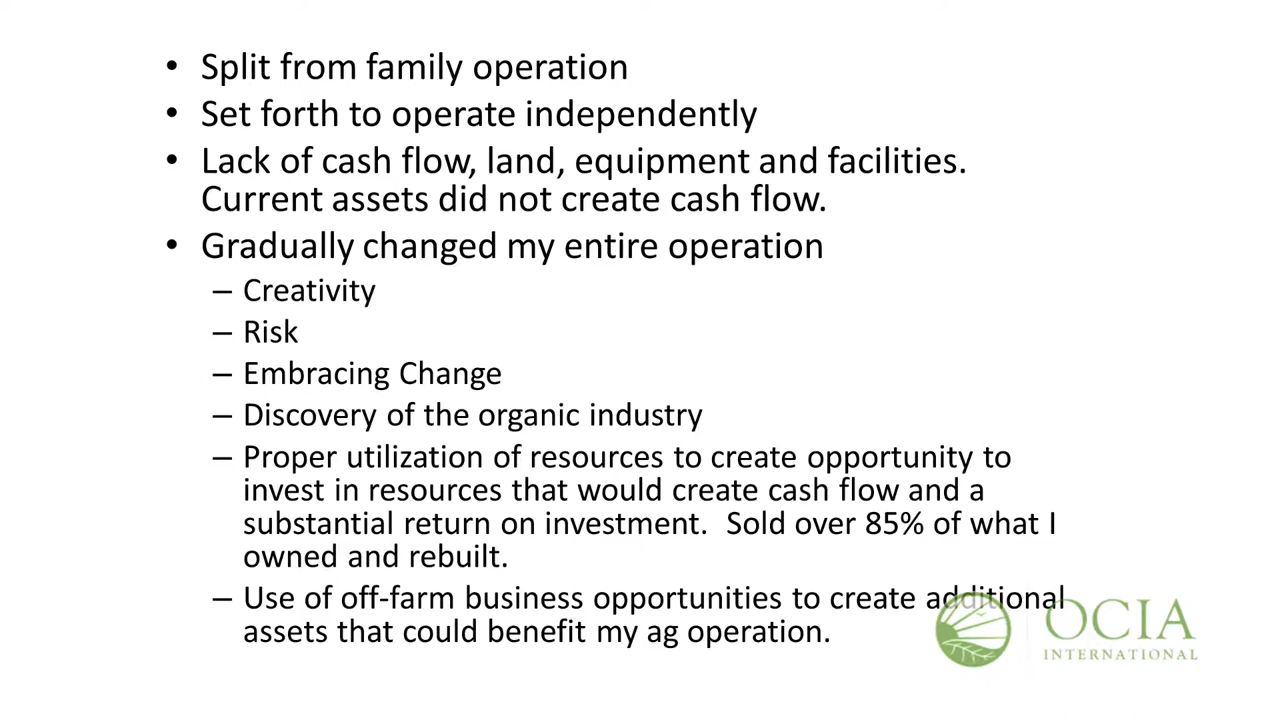 • Split from family operation
• Set forth to operate independently
• Lack of cash flow, land, equipment and facilities.
Current assets did not create cash flow.
• Gradually changed my entire operation
– Creativity
– Risk
– Embracing Change
– Discovery of the organic industry
– Proper utilization of resources to create opportunity to
invest in resources that would create cash flow and a
substantial return on investment.  Sold over 85% of what I
owned and rebuilt.
– Use of off-farm business opportunities to create additional
assets that could benefit my ag operation.
OCIA
INTERNATIONAL